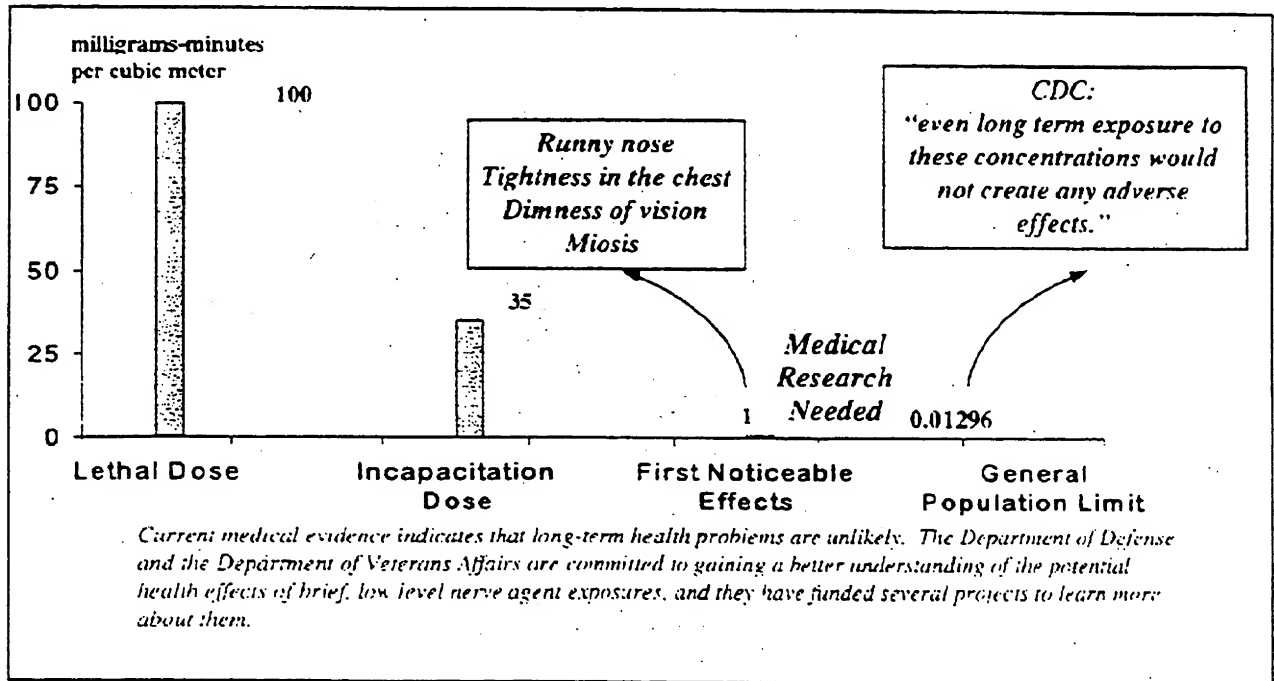 milligrams-minutes
per cubic meter
100
100
75
50
25
0
35
Runny nose
Tightness in the chest
Dimness of vision
Miosis
CDC:
"even long term exposure to
these concentrations would
not create any adverse
effects."
Medical
Research
Needed
1
0.01296
Lethal Dose
Incapacitation
Dose
First Noticeable
Effects
General
Population Limit
Current medical evidence indicates that long-term health problems are unlikely. The Department of Defense
and the Department of Veterans Affairs are committed to gaining a better understanding of the potential
health effects of brief, low level nerve agent exposures, and they have funded several projects to learn more
about them.